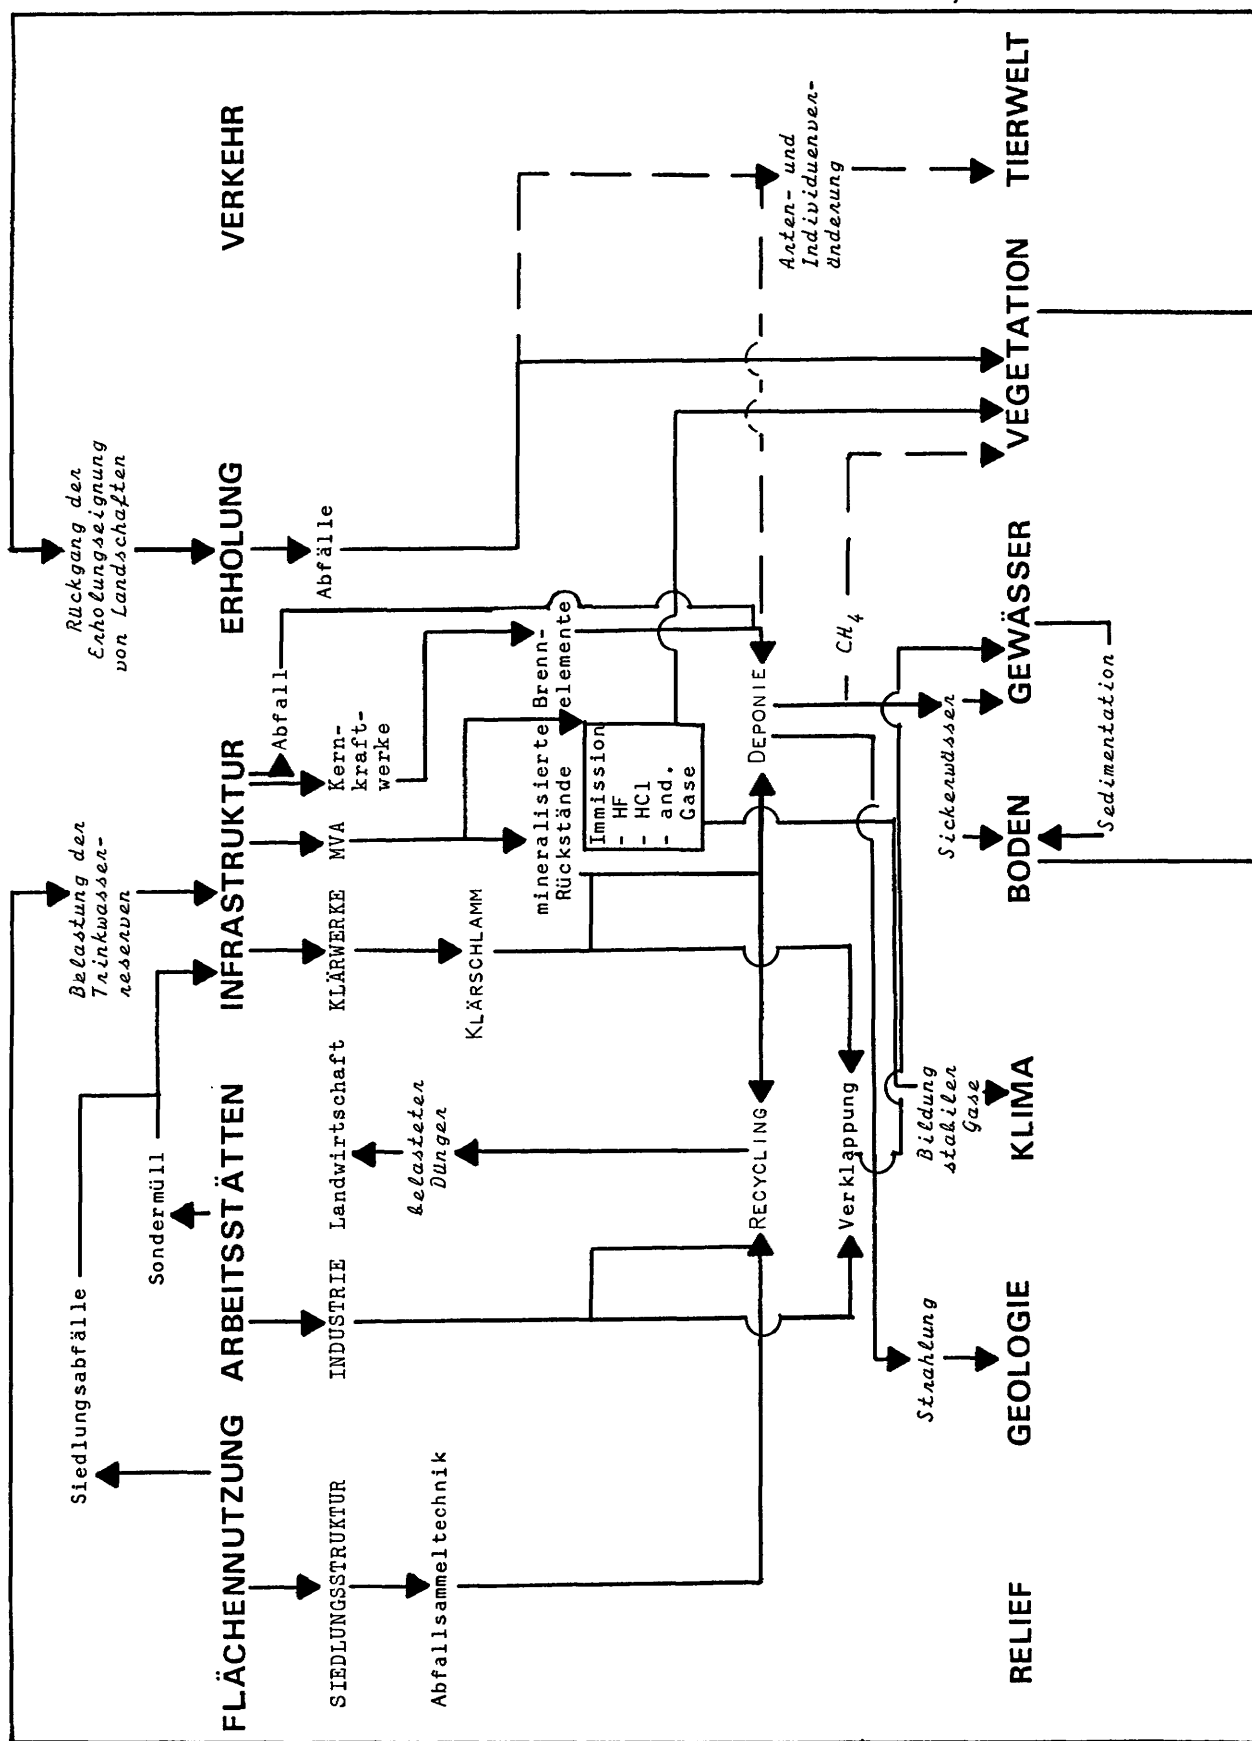 Belastung der
Trinkwasser-
reserven
Rückgang der
Erholungseignung
von Landschaften
Siedlungsabfälle
Sondermüll
FLÄCHENNUTZUNG
ARBEITSSTÄTTEN
INFRASTRUKTUR
ERHOLUNG
VERKEHR
Abfall
SIEDLUNGSSTRUKTUR
INDUSTRIE
Landwirtschaft
KLÄRWERKE
MVA
Kern-
kraft-
werke
Abfälle
Abfallsammeltechnik
belasteter
Dünger
KLÄRSCHLAMM
mineralisierte
Rückstände
Brenn-
elemente
Immission
- HF
- HCl
- and.
Gase
RECYCLING
DEPONIE
Arten- und
Individuenver-
änderung
Verklappung
CH4
Strahlung
Bildung
stabiler
Gase
Sickerwässer
RELIEF
GEOLOGIE
KLIMA
BODEN
GEWÄSSER
VEGETATION
TIERWELT
Sedimentation